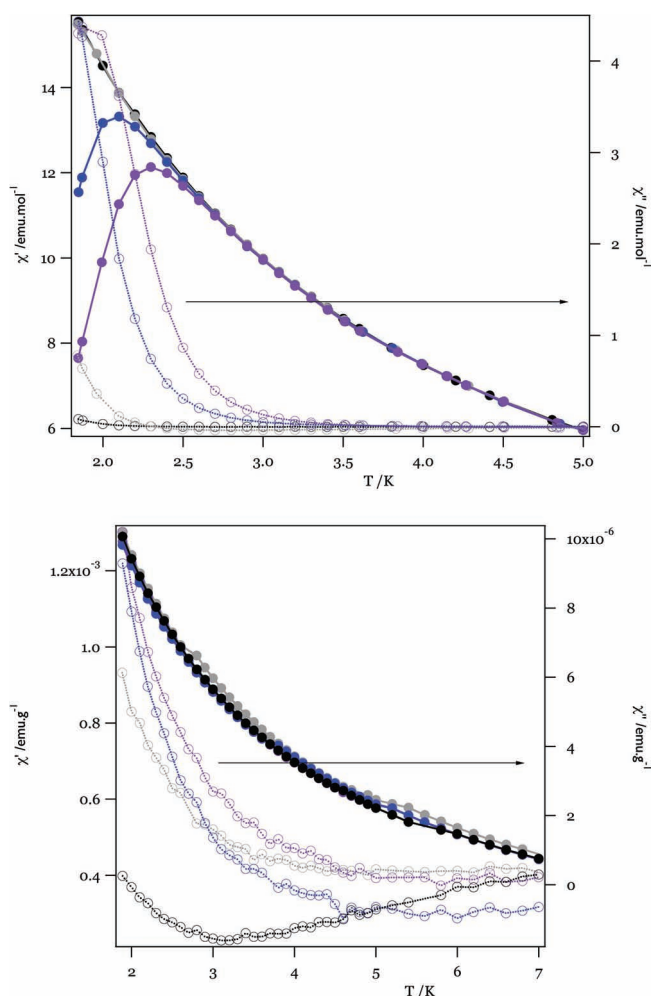 14
12
10
8
6
χ' /emu.mol⁻¹
4
3
2
1
0
χ'' /emu.mol⁻¹
2.0 2.5 3.0 3.5 4.0 4.5 5.0
T /K
1.2x10⁻³
1.0
0.8
0.6
0.4
χ' /emu.g⁻¹
10x10⁻⁶
8
6
4
2
0
χ'' /emu.g⁻¹
2 3 4 5 6 7
T /K